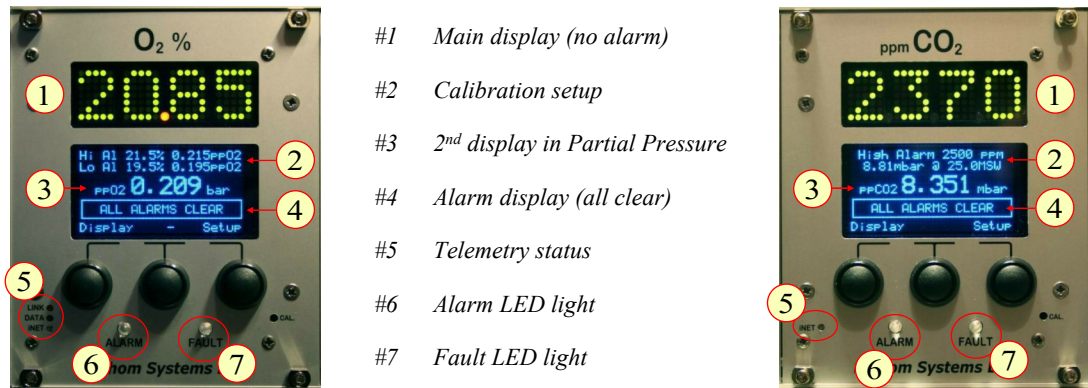 O2 %
1
20.85
Hi Al 21.5% 0.215ppO2
Lo Al 19.5% 0.195ppO2
2
3
ppO2 0.209 bar
ALL ALARMS CLEAR
4
Display - Setup
5
LINK
DATA
iNET
CAL.
ALARM
FAULT
6
7
#1 Main display (no alarm)
#2 Calibration setup
#3 2nd display in Partial Pressure
#4 Alarm display (all clear)
#5 Telemetry status
#6 Alarm LED light
#7 Fault LED light
ppm CO2
2370
1
High Alarm 2500 ppm
8.81mbar @ 25.0MSW
2
3
ppCO2 8.351 mbar
ALL ALARMS CLEAR
4
Display Setup
5
iNET
CAL.
ALARM
FAULT
6
7